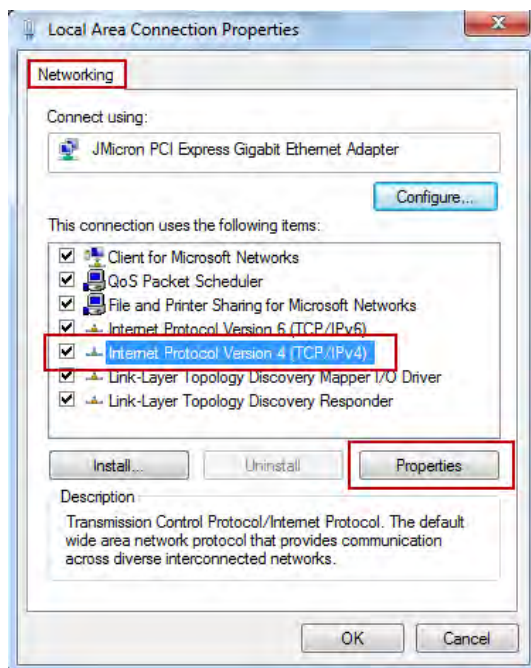 Local Area Connection Properties
Networking
Connect using:
JMicron PCI Express Gigabit Ethernet Adapter
Configure...
This connection uses the following items:
Client for Microsoft Networks
QoS Packet Scheduler
File and Printer Sharing for Microsoft Networks
Internet Protocol Version 6 (TCP/IPv6)
Internet Protocol Version 4 (TCP/IPv4)
Link-Layer Topology Discovery Mapper I/O Driver
Link-Layer Topology Discovery Responder
Install... Uninstall Properties
Description
Transmission Control Protocol/Internet Protocol. The default
wide area network protocol that provides communication
across diverse interconnected networks.
OK Cancel